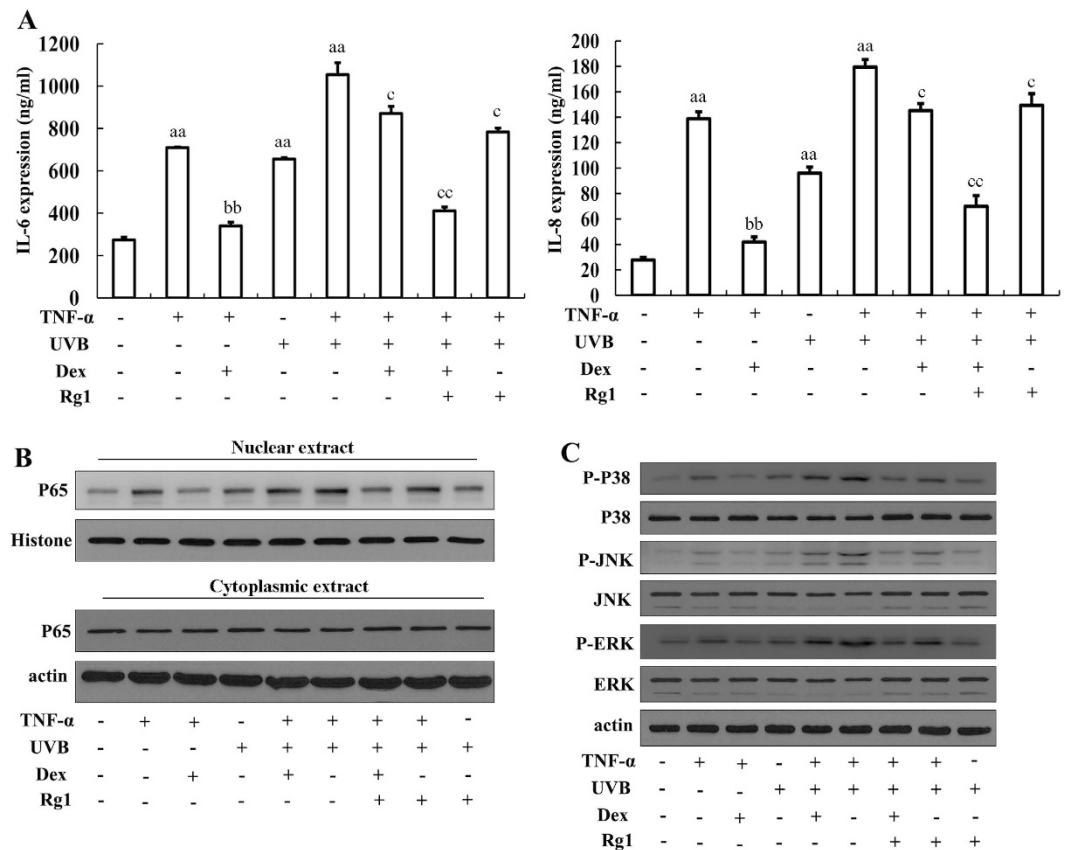 A
IL-6 expression (ng/ml)
1200
1000
800
600
400
200
0
aa
bb
aa
aa
c
cc
c
TNF-α - + + - + + + +
UVB - - - + + + + +
Dex - - + - - + + -
Rg1 - - - - - - + +
IL-8 expression (ng/ml)
200
180
160
140
120
100
80
60
40
20
0
aa
bb
aa
aa
c
cc
c
TNF-α - + + - + + + +
UVB - - - + + + + +
Dex - - + - - + + -
Rg1 - - - - - - + +
B
Nuclear extract
P65
Histone
Cytoplasmic extract
P65
actin
TNF-α - + + - + + + + -
UVB - - - + + + + + +
Dex - - + - + - + - -
Rg1 - - - - - - + + +
C
P-P38
P38
P-JNK
JNK
P-ERK
ERK
actin
TNF-α - + + - + + + + -
UVB - - - + + + + + +
Dex - - + - + - + - -
Rg1 - - - - - - + + +